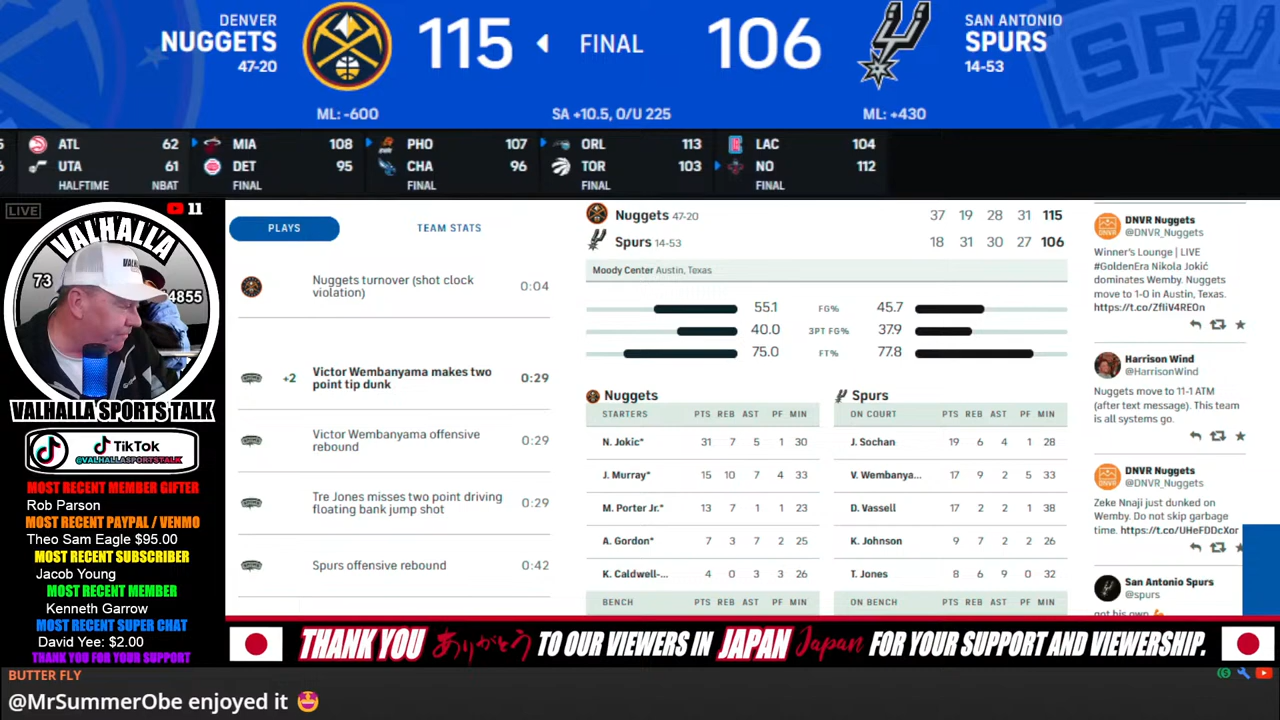 DENVER
NUGGETS
47-20
115
FINAL
106
SAN ANTONIO
SPURS
14-53
ML: -600
SA +10.5, O/U 225
ML: +430
ATL 62
UTA 61
HALFTIME NBAT
MIA 108
DET 95
FINAL
PHO 107
CHA 96
FINAL
ORL 113
TOR 103
FINAL
LAC 104
NO 112
FINAL
LIVE
11
VALHALLA
73
4855
VALHALLA SPORTS TALK
TikTok
@VALHALLASPORTSTALK
MOST RECENT MEMBER GIFTER
Rob Parson
MOST RECENT PAYPAL / VENMO
Theo Sam Eagle $95.00
MOST RECENT SUBSCRIBER
Jacob Young
MOST RECENT MEMBER
Kenneth Garrow
MOST RECENT SUPER CHAT
David Yee: $2.00
THANK YOU FOR YOUR SUPPORT
PLAYS
TEAM STATS
Nuggets turnover (shot clock
violation)
0:04
+2
Victor Wembanyama makes two
point tip dunk
0:29
Victor Wembanyama offensive
rebound
0:29
Tre Jones misses two point driving
floating bank jump shot
0:29
Spurs offensive rebound
0:42
Nuggets 47-20 37 19 28 31 115
Spurs 14-53 18 31 30 27 106
Moody Center Austin, Texas
55.1 FG% 45.7
40.0 3PT FG% 37.9
75.0 FT% 77.8
Nuggets
STARTERS PTS REB AST PF MIN
N. Jokic* 31 7 5 1 30
J. Murray* 15 10 7 4 33
M. Porter Jr.* 13 7 1 1 23
A. Gordon* 7 3 7 2 25
K. Caldwell-... 4 0 3 3 26
BENCH PTS REB AST PF MIN
Spurs
ON COURT PTS REB AST PF MIN
J. Sochan 19 6 4 1 28
V. Wembanya... 17 9 2 5 33
D. Vassell 17 2 2 1 38
K. Johnson 9 7 2 2 26
T. Jones 8 6 9 0 32
ON BENCH PTS REB AST PF MIN
DNVR Nuggets
@DNVR_Nuggets
Winner's Lounge | LIVE
#GoldenEra Nikola Jokić
dominates Wemby. Nuggets
move to 1-0 in Austin, Texas.
https://t.co/ZfIiV4REOn
Harrison Wind
@HarrisonWind
Nuggets move to 11-1 ATM
(after text message). This team
is all systems go.
DNVR Nuggets
@DNVR_Nuggets
Zeke Nnaji just dunked on
Wemby. Do not skip garbage
time. https://t.co/UHeFDDcXor
San Antonio Spurs
@spurs
not his own 💪
THANK YOU ありがとう TO OUR VIEWERS IN JAPAN Japan FOR YOUR SUPPORT AND VIEWERSHIP.
BUTTER FLY
@MrSummerObe enjoyed it 🤩